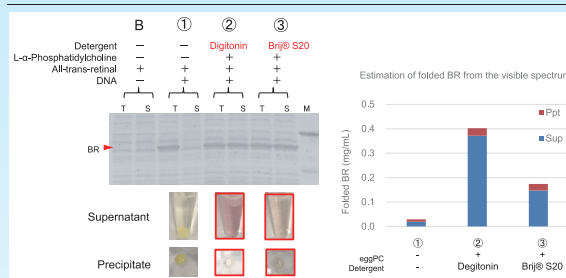 B ① ② ③
Detergent – – Digitonin Brij® S20
L-α-Phosphatidylcholine – – + +
All-trans-retinal + + + +
DNA – + + +
T S T S T S T S M
BR
Supernatant
Precipitate
Estimation of folded BR from the visible spectrum
Folded BR (mg/mL)
0.5
0.4
0.3
0.2
0.1
0.0
Ppt
Sup
① ② ③
eggPC - + +
Detergent - Degitonin Brij® S20